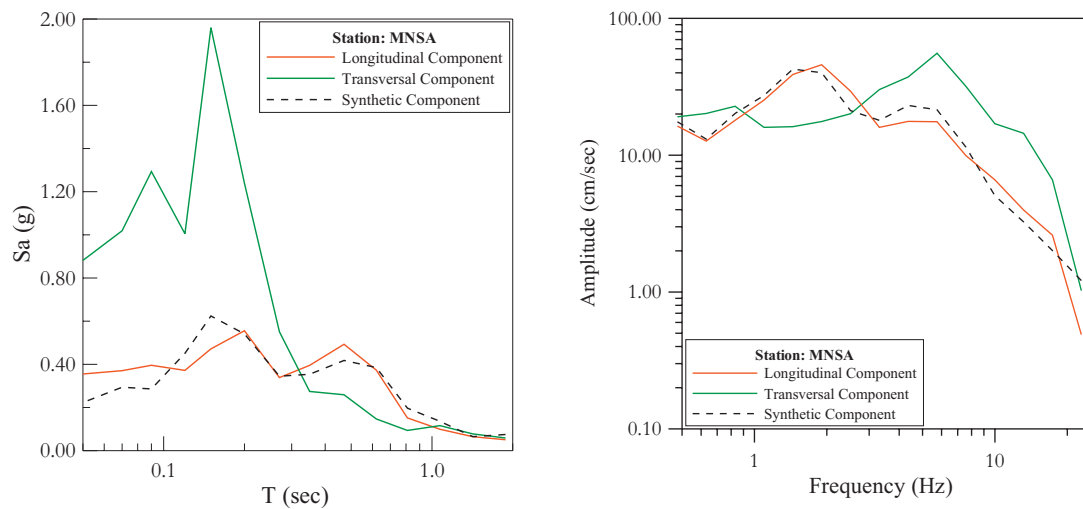 2.00
1.60
1.20
0.80
0.40
0.00
Sa (g)
0.1
1.0
T (sec)
Station: MNSA
Longitudinal Component
Transversal Component
Synthetic Component
100.00
10.00
1.00
0.10
Amplitude (cm/sec)
1
10
Frequency (Hz)
Station: MNSA
Longitudinal Component
Transversal Component
Synthetic Component